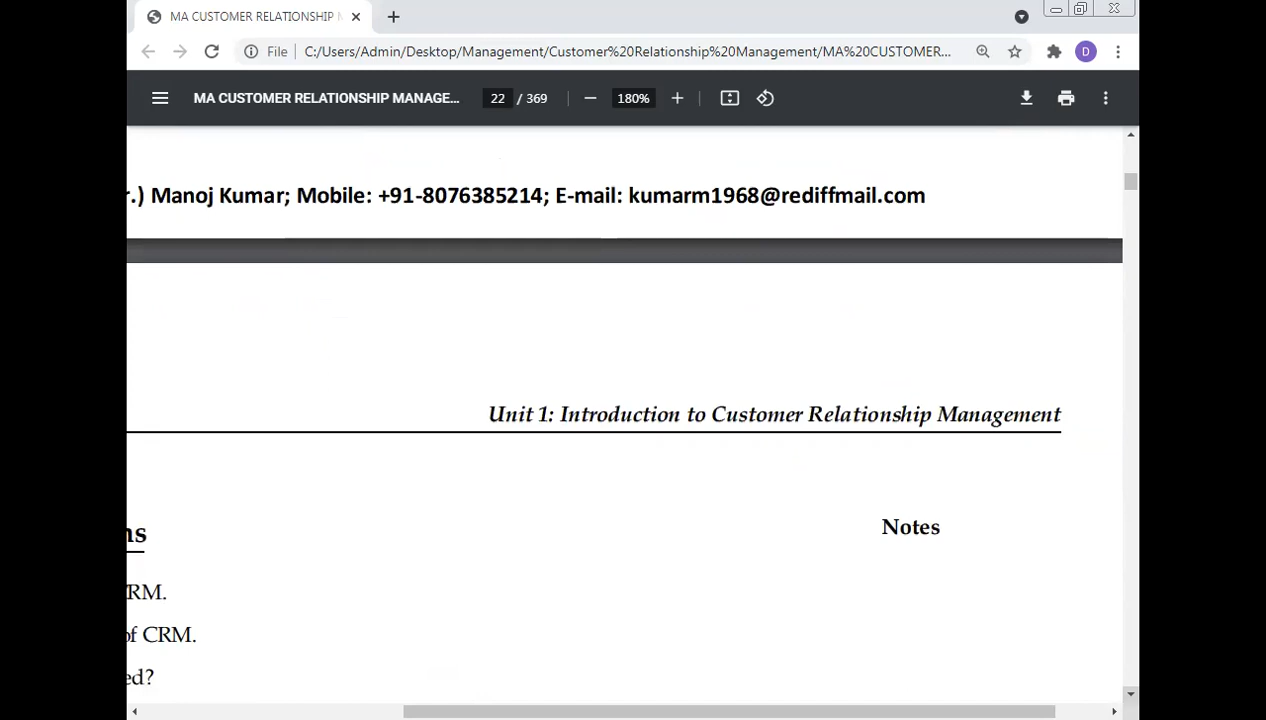 MA CUSTOMER RELATIONSHIP M
File C:/Users/Admin/Desktop/Management/Customer%20Relationship%20Management/MA%20CUSTOMER... D
MA CUSTOMER RELATIONSHIP MANAGE... 22 / 369 180%
r.) Manoj Kumar; Mobile: +91-8076385214; E-mail: kumarm1968@rediffmail.com
Unit 1: Introduction to Customer Relationship Management
Notes
ns
CRM.
of CRM.
ed?